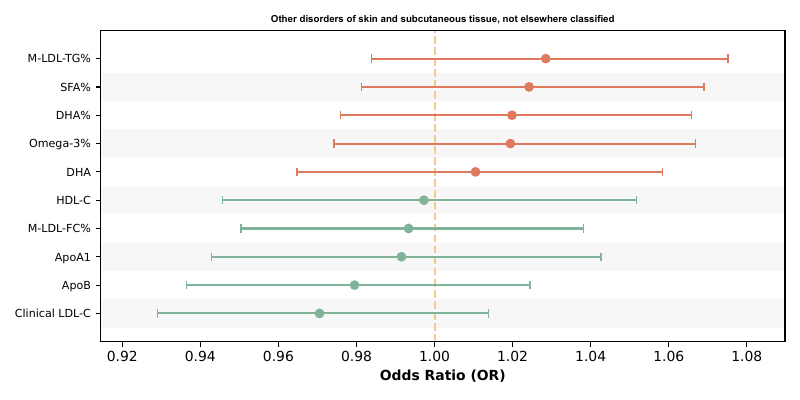 Other disorders of skin and subcutaneous tissue, not elsewhere classified
M-LDL-TG%
SFA%
DHA%
Omega-3%
DHA
HDL-C
M-LDL-FC%
ApoA1
ApoB
Clinical LDL-C
0.92 0.94 0.96 0.98 1.00 1.02 1.04 1.06 1.08
Odds Ratio (OR)